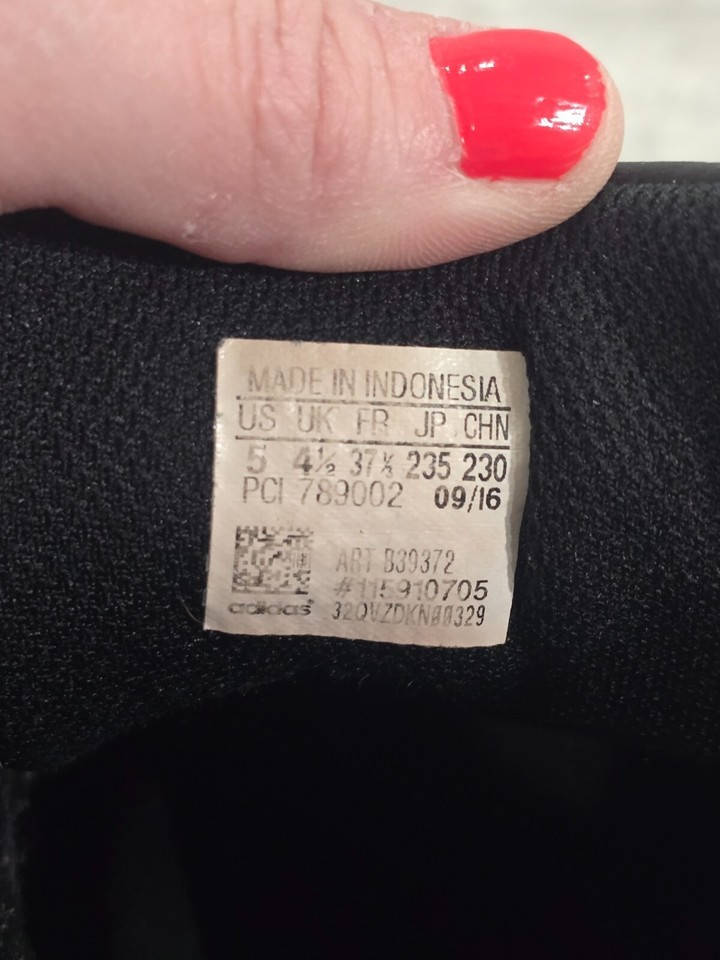 MADE IN INDONESIA
US UK FR JP CHN
5 4½ 37⅓ 235 230
PCI 789002 09/16
ART B39372
#115910705
adidas 32QVZDKN00329